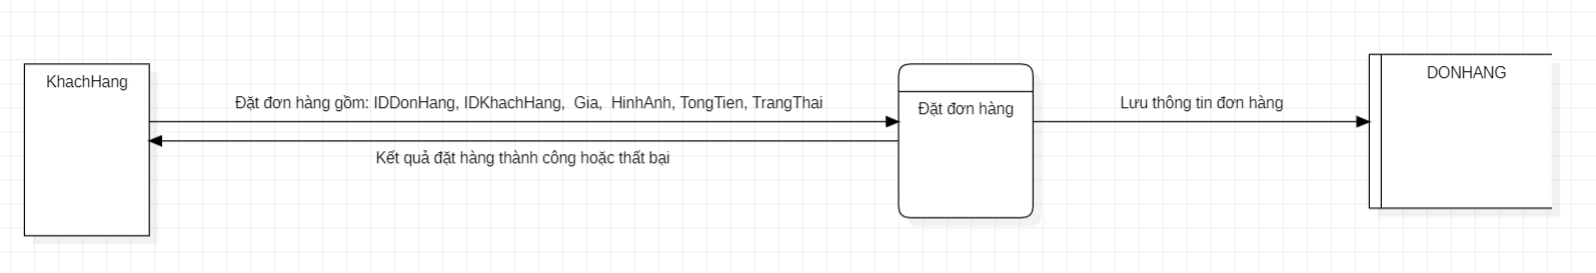 KhachHang
Đặt đơn hàng gồm: IDDonHang, IDKhachHang,  Gia,  HinhAnh, TongTien, TrangThai
Kết quả đặt hàng thành công hoặc thất bại
Đặt đơn hàng
Lưu thông tin đơn hàng
DONHANG